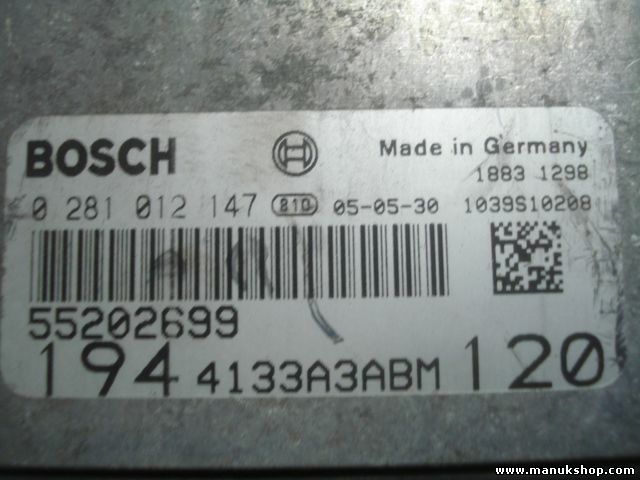 BOSCH Made in Germany
1883 1298
0 281 012 147 210 05-05-30 1039S10208
55202699
194 4133A3ABM 120
www.manukshop.com